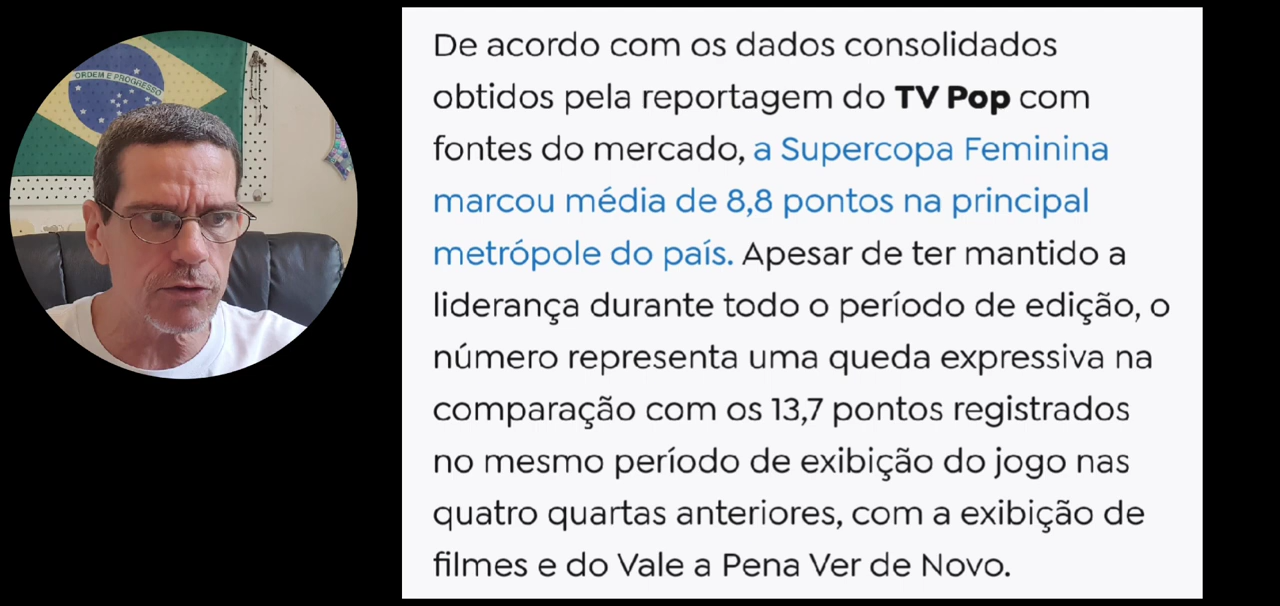 ORDEM E PROGRESSO
De acordo com os dados consolidados
obtidos pela reportagem do TV Pop com
fontes do mercado, a Supercopa Feminina
marcou média de 8,8 pontos na principal
metrópole do país. Apesar de ter mantido a
liderança durante todo o período de edição, o
número representa uma queda expressiva na
comparação com os 13,7 pontos registrados
no mesmo período de exibição do jogo nas
quatro quartas anteriores, com a exibição de
filmes e do Vale a Pena Ver de Novo.